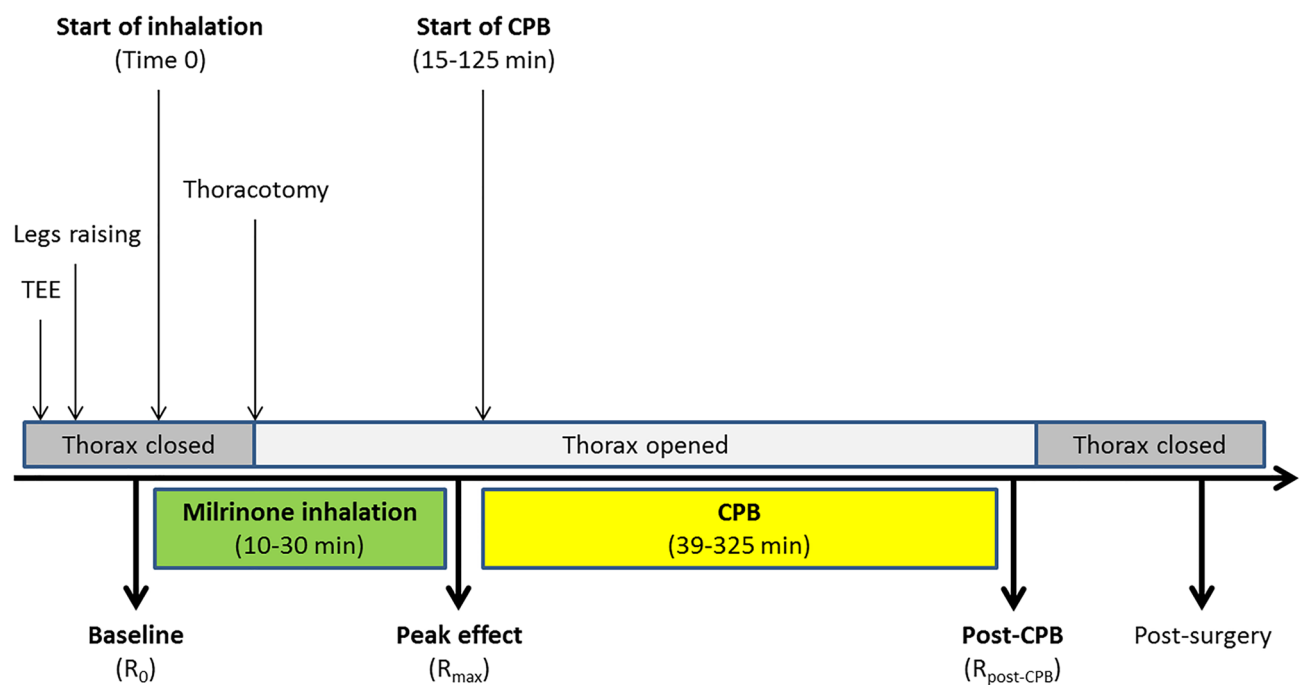 Start of inhalation
(Time 0)
Start of CPB
(15-125 min)
Thoracotomy
Legs raising
TEE
Thorax closed
Thorax opened
Thorax closed
Milrinone inhalation
(10-30 min)
CPB
(39-325 min)
Baseline
(R0)
Peak effect
(Rmax)
Post-CPB
(Rpost-CPB)
Post-surgery